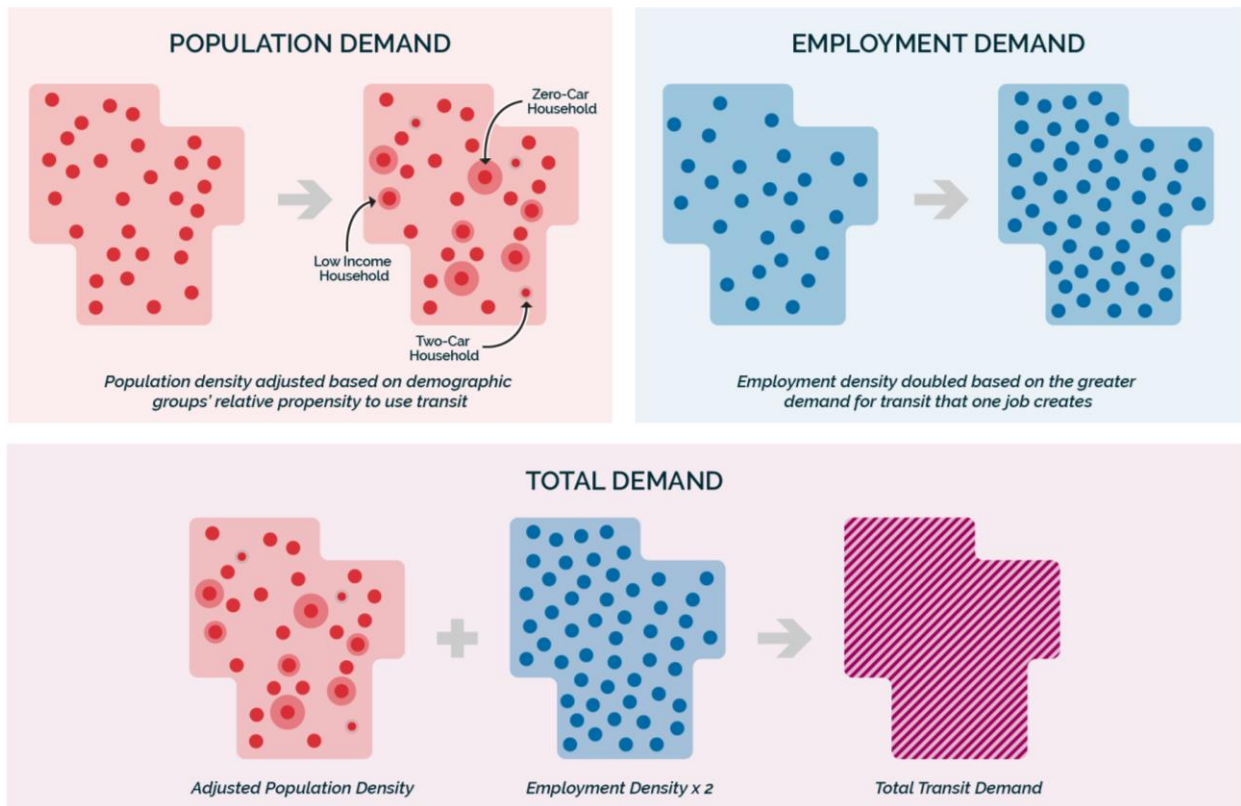 POPULATION DEMAND
Zero-Car
Household
Low Income
Household
Two-Car
Household
Population density adjusted based on demographic
groups' relative propensity to use transit
EMPLOYMENT DEMAND
Employment density doubled based on the greater
demand for transit that one job creates
TOTAL DEMAND
Adjusted Population Density
Employment Density x 2
Total Transit Demand